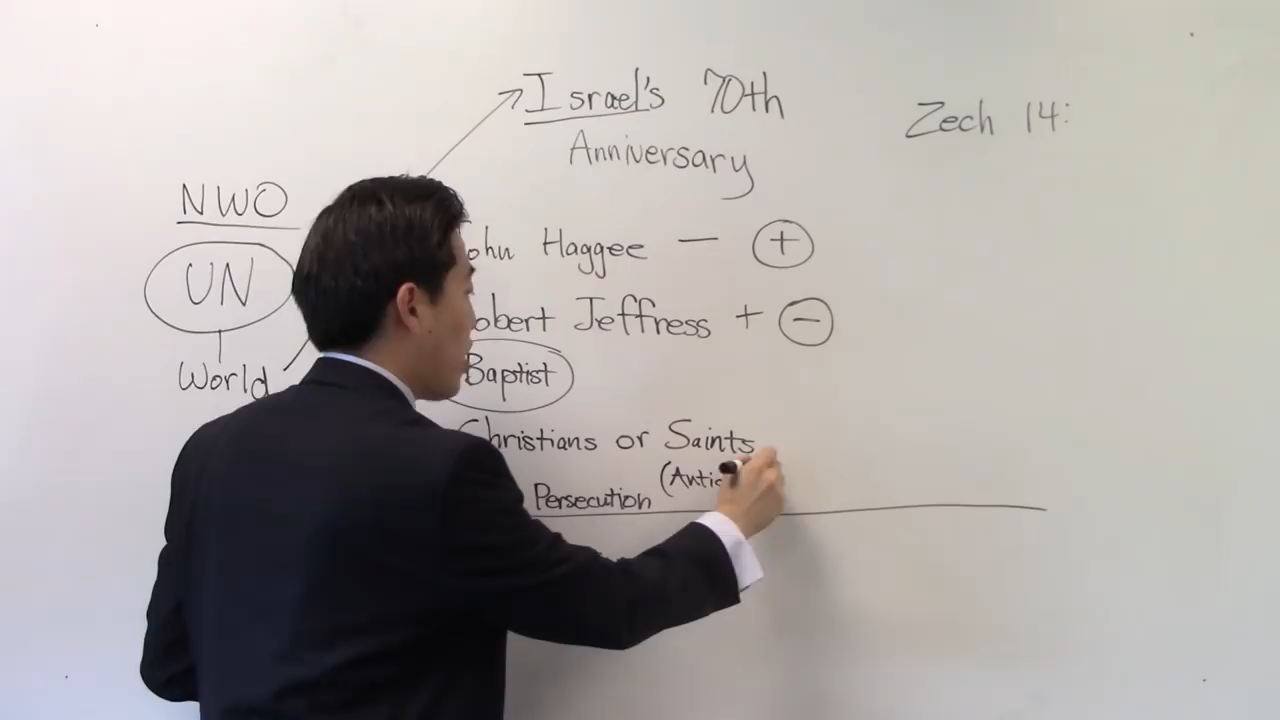 Israel's 70th
Anniversary
Zech 14:
NWO
UN
World
ohn Haggee — +
obert Jeffress + −
Baptist
Christians or Saints
Persecution (Antic